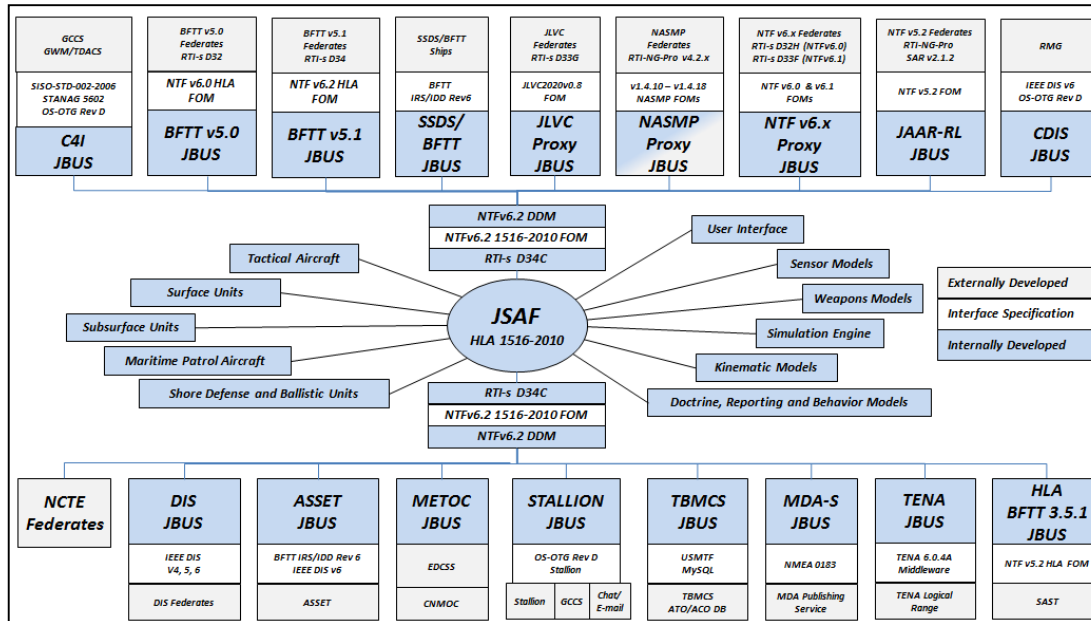 GCCS
GWM/TDACS
SISO-STD-002-2006
STANAG 5602
OS-OTG Rev D
C4I
JBUS
BFTT v5.0
Federates
RTI-s D32
NTF v6.0 HLA
FOM
BFTT v5.0
JBUS
BFTT v5.1
Federates
RTI-s D34
NTF v6.2 HLA
FOM
BFTT v5.1
JBUS
SSDS/BFTT
Ships
BFTT
IRS/IDD Rev6
SSDS/
BFTT
JBUS
JLVC
Federates
RTI-s D33G
JLVC2020v0.8
FOM
JLVC
Proxy
JBUS
NASMP
Federates
RTI-NG-Pro v4.2.x
v1.4.10 – v1.4.18
NASMP FOMs
NASMP
Proxy
JBUS
NTF v6.x Federates
RTI-s D32H (NTFv6.0)
RTI-s D33F (NTFv6.1)
NTF v6.0 & v6.1
FOMs
NTF v6.x
Proxy
JBUS
NTF v5.2 Federates
RTI-NG-Pro
SAR v2.1.2
NTF v5.2 FOM
JAAR-RL
JBUS
RMG
IEEE DIS v6
OS-OTG Rev D
CDIS
JBUS
NTFv6.2 DDM
NTFv6.2 1516-2010 FOM
RTI-s D34C
Tactical Aircraft
Surface Units
Subsurface Units
Maritime Patrol Aircraft
Shore Defense and Ballistic Units
JSAF
HLA 1516-2010
User Interface
Sensor Models
Weapons Models
Simulation Engine
Kinematic Models
Doctrine, Reporting and Behavior Models
Externally Developed
Interface Specification
Internally Developed
RTI-s D34C
NTFv6.2 1516-2010 FOM
NTFv6.2 DDM
NCTE
Federates
DIS
JBUS
IEEE DIS
V4, 5, 6
DIS Federates
ASSET
JBUS
BFTT IRS/IDD Rev 6
IEEE DIS v6
ASSET
METOC
JBUS
EDCSS
CNMOC
STALLION
JBUS
OS-OTG Rev D
Stallion
Stallion
GCCS
Chat/
E-mail
TBMCS
JBUS
USMTF
MySQL
TBMCS
ATO/ACO DB
MDA-S
JBUS
NMEA 0183
MDA Publishing
Service
TENA
JBUS
TENA 6.0.4A
Middleware
TENA Logical
Range
HLA
BFTT 3.5.1
JBUS
NTF v5.2 HLA FOM
SAST